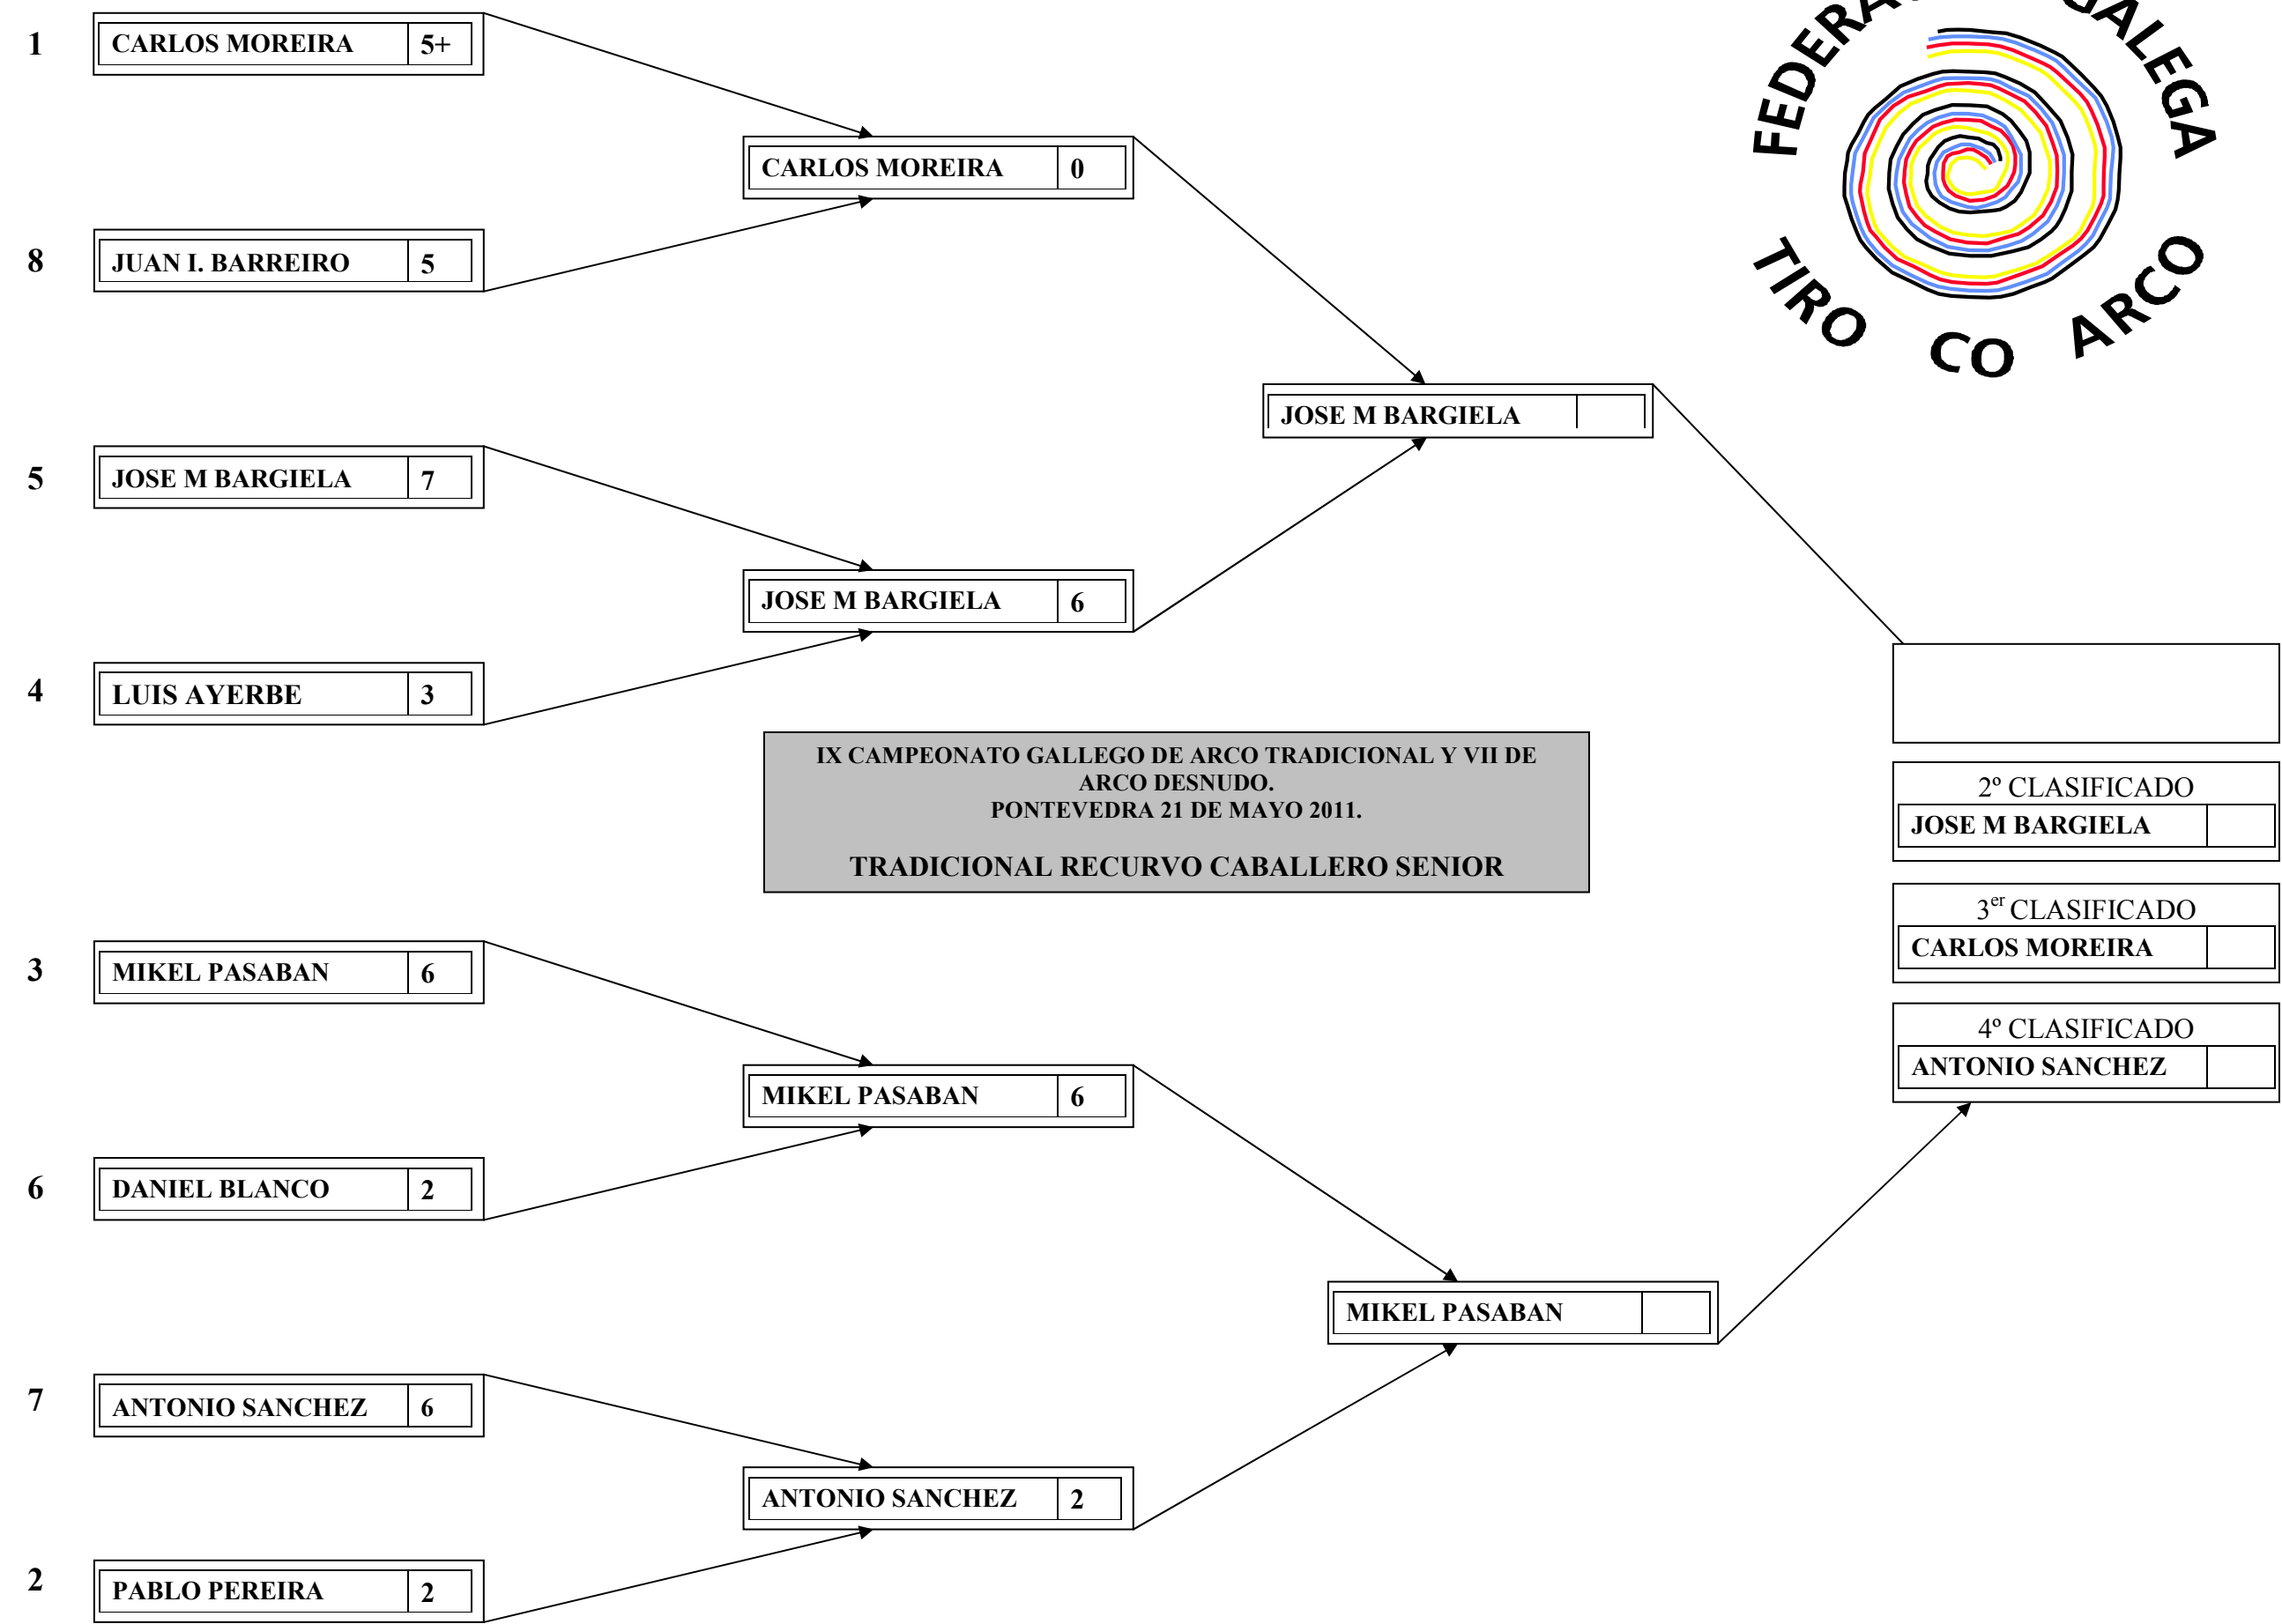 FEDERA GALEGA
TIRO CO ARCO
1 CARLOS MOREIRA 5+
CARLOS MOREIRA 0
8 JUAN I. BARREIRO 5
JOSE M BARGIELA
5 JOSE M BARGIELA 7
JOSE M BARGIELA 6
4 LUIS AYERBE 3
IX CAMPEONATO GALLEGO DE ARCO TRADICIONAL Y VII DE
ARCO DESNUDO.
PONTEVEDRA 21 DE MAYO 2011.
TRADICIONAL RECURVO CABALLERO SENIOR
2º CLASIFICADO
JOSE M BARGIELA
3er CLASIFICADO
CARLOS MOREIRA
4º CLASIFICADO
ANTONIO SANCHEZ
3 MIKEL PASABAN 6
MIKEL PASABAN 6
6 DANIEL BLANCO 2
MIKEL PASABAN
7 ANTONIO SANCHEZ 6
ANTONIO SANCHEZ 2
2 PABLO PEREIRA 2